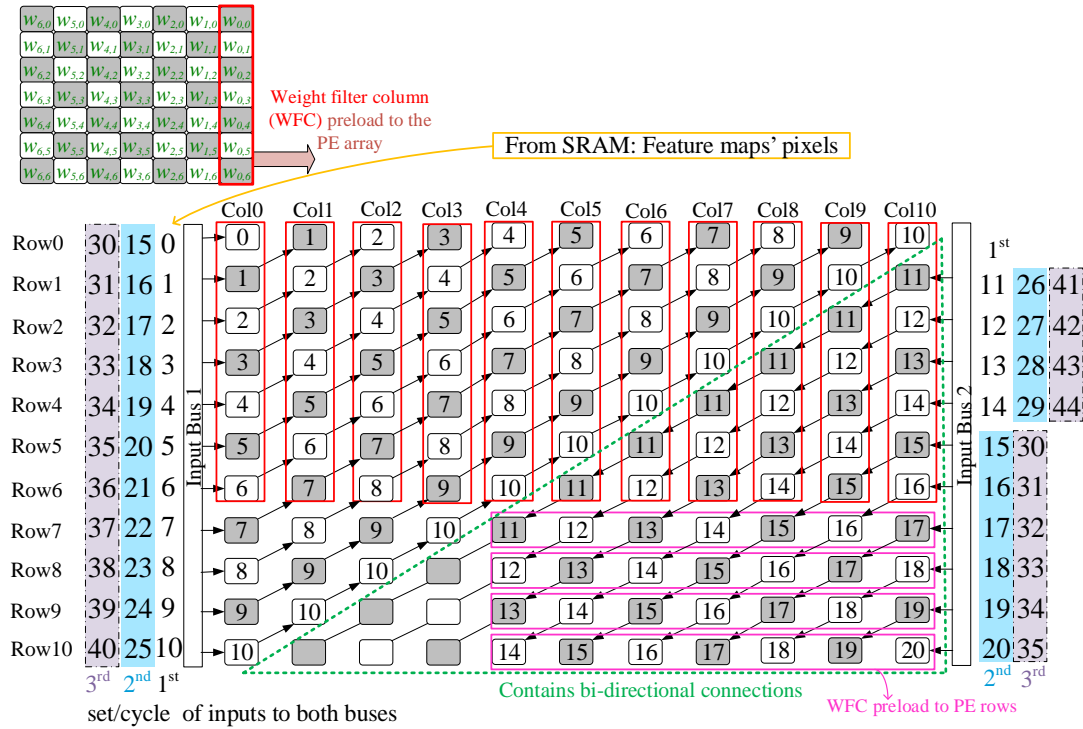 w6,0 w5,0 w4,0 w3,0 w2,0 w1,0 w0,0
w6,1 w5,1 w4,1 w3,1 w2,1 w1,1 w0,1
w6,2 w5,2 w4,2 w3,2 w2,2 w1,2 w0,2
w6,3 w5,3 w4,3 w3,3 w2,3 w1,3 w0,3
w6,4 w5,4 w4,4 w3,4 w2,4 w1,4 w0,4
w6,5 w5,5 w4,5 w3,5 w2,5 w1,5 w0,5
w6,6 w5,6 w4,6 w3,6 w2,6 w1,6 w0,6
Weight filter column
(WFC) preload to the
PE array
From SRAM: Feature maps' pixels
Col0 Col1 Col2 Col3 Col4 Col5 Col6 Col7 Col8 Col9 Col10
Row0 30 15 0 0 1 2 3 4 5 6 7 8 9 10 1st
Row1 31 16 1 1 2 3 4 5 6 7 8 9 10 11 11 26 41
Row2 32 17 2 2 3 4 5 6 7 8 9 10 11 12 12 27 42
Row3 33 18 3 3 4 5 6 7 8 9 10 11 12 13 13 28 43
Row4 34 19 4 4 5 6 7 8 9 10 11 12 13 14 14 29 44
Row5 35 20 5 5 6 7 8 9 10 11 12 13 14 15 15 30
Row6 36 21 6 6 7 8 9 10 11 12 13 14 15 16 16 31
Row7 37 22 7 7 8 9 10 11 12 13 14 15 16 17 17 32
Row8 38 23 8 8 9 10 12 13 14 15 16 17 18 18 33
Row9 39 24 9 9 10 13 14 15 16 17 18 19 19 34
Row10 40 25 10 10 14 15 16 17 18 19 20 20 35
Input Bus 1
Input Bus 2
3rd 2nd 1st
2nd 3rd
Contains bi-directional connections
WFC preload to PE rows
set/cycle of inputs to both buses